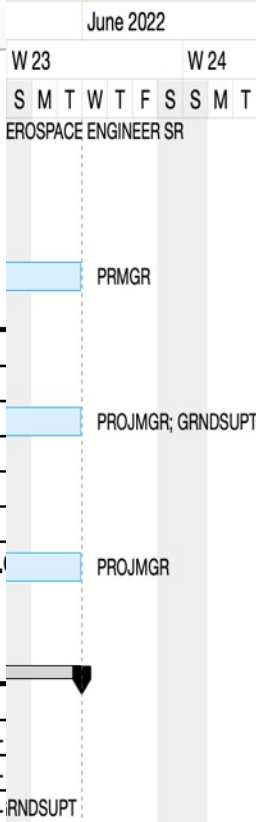 June 2022
W 23 W 24
S M T W T F S S M T
EROSPACE ENGINEER SR
PRMGR
PROJMGR; GRNDSUPT
PROJMGR
RNDSUPT